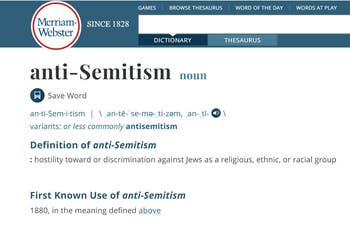 GAMES | BROWSE THESAURUS | WORD OF THE DAY | WORDS AT PLAY
Merriam-
Webster
SINCE 1828
DICTIONARY THESAURUS
anti-Semitism noun
Save Word
an·ti-Sem·i·tism | \ ˌan-tē-ˈse-mə-ˌti-zəm, ˌan-ˌtī- \
variants: or less commonly antisemitism
Definition of anti-Semitism
: hostility toward or discrimination against Jews as a religious, ethnic, or racial group
First Known Use of anti-Semitism
1880, in the meaning defined above